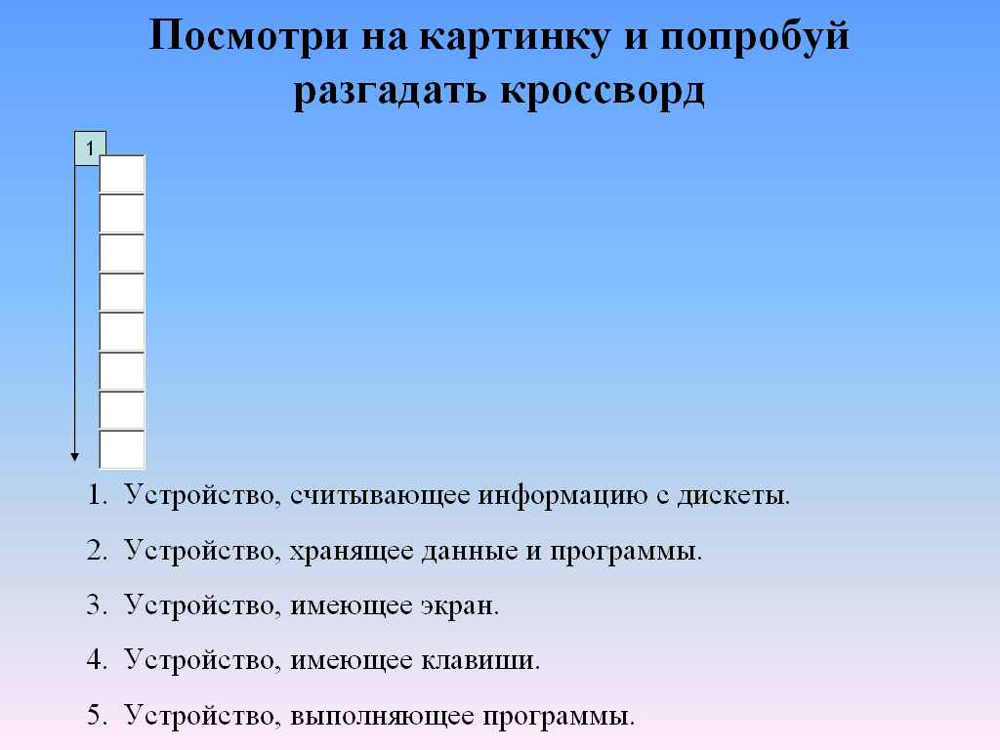 Посмотри на картинку и попробуй
разгадать кроссворд
1
1. Устройство, считывающее информацию с дискеты.
2. Устройство, хранящее данные и программы.
3. Устройство, имеющее экран.
4. Устройство, имеющее клавиши.
5. Устройство, выполняющее программы.